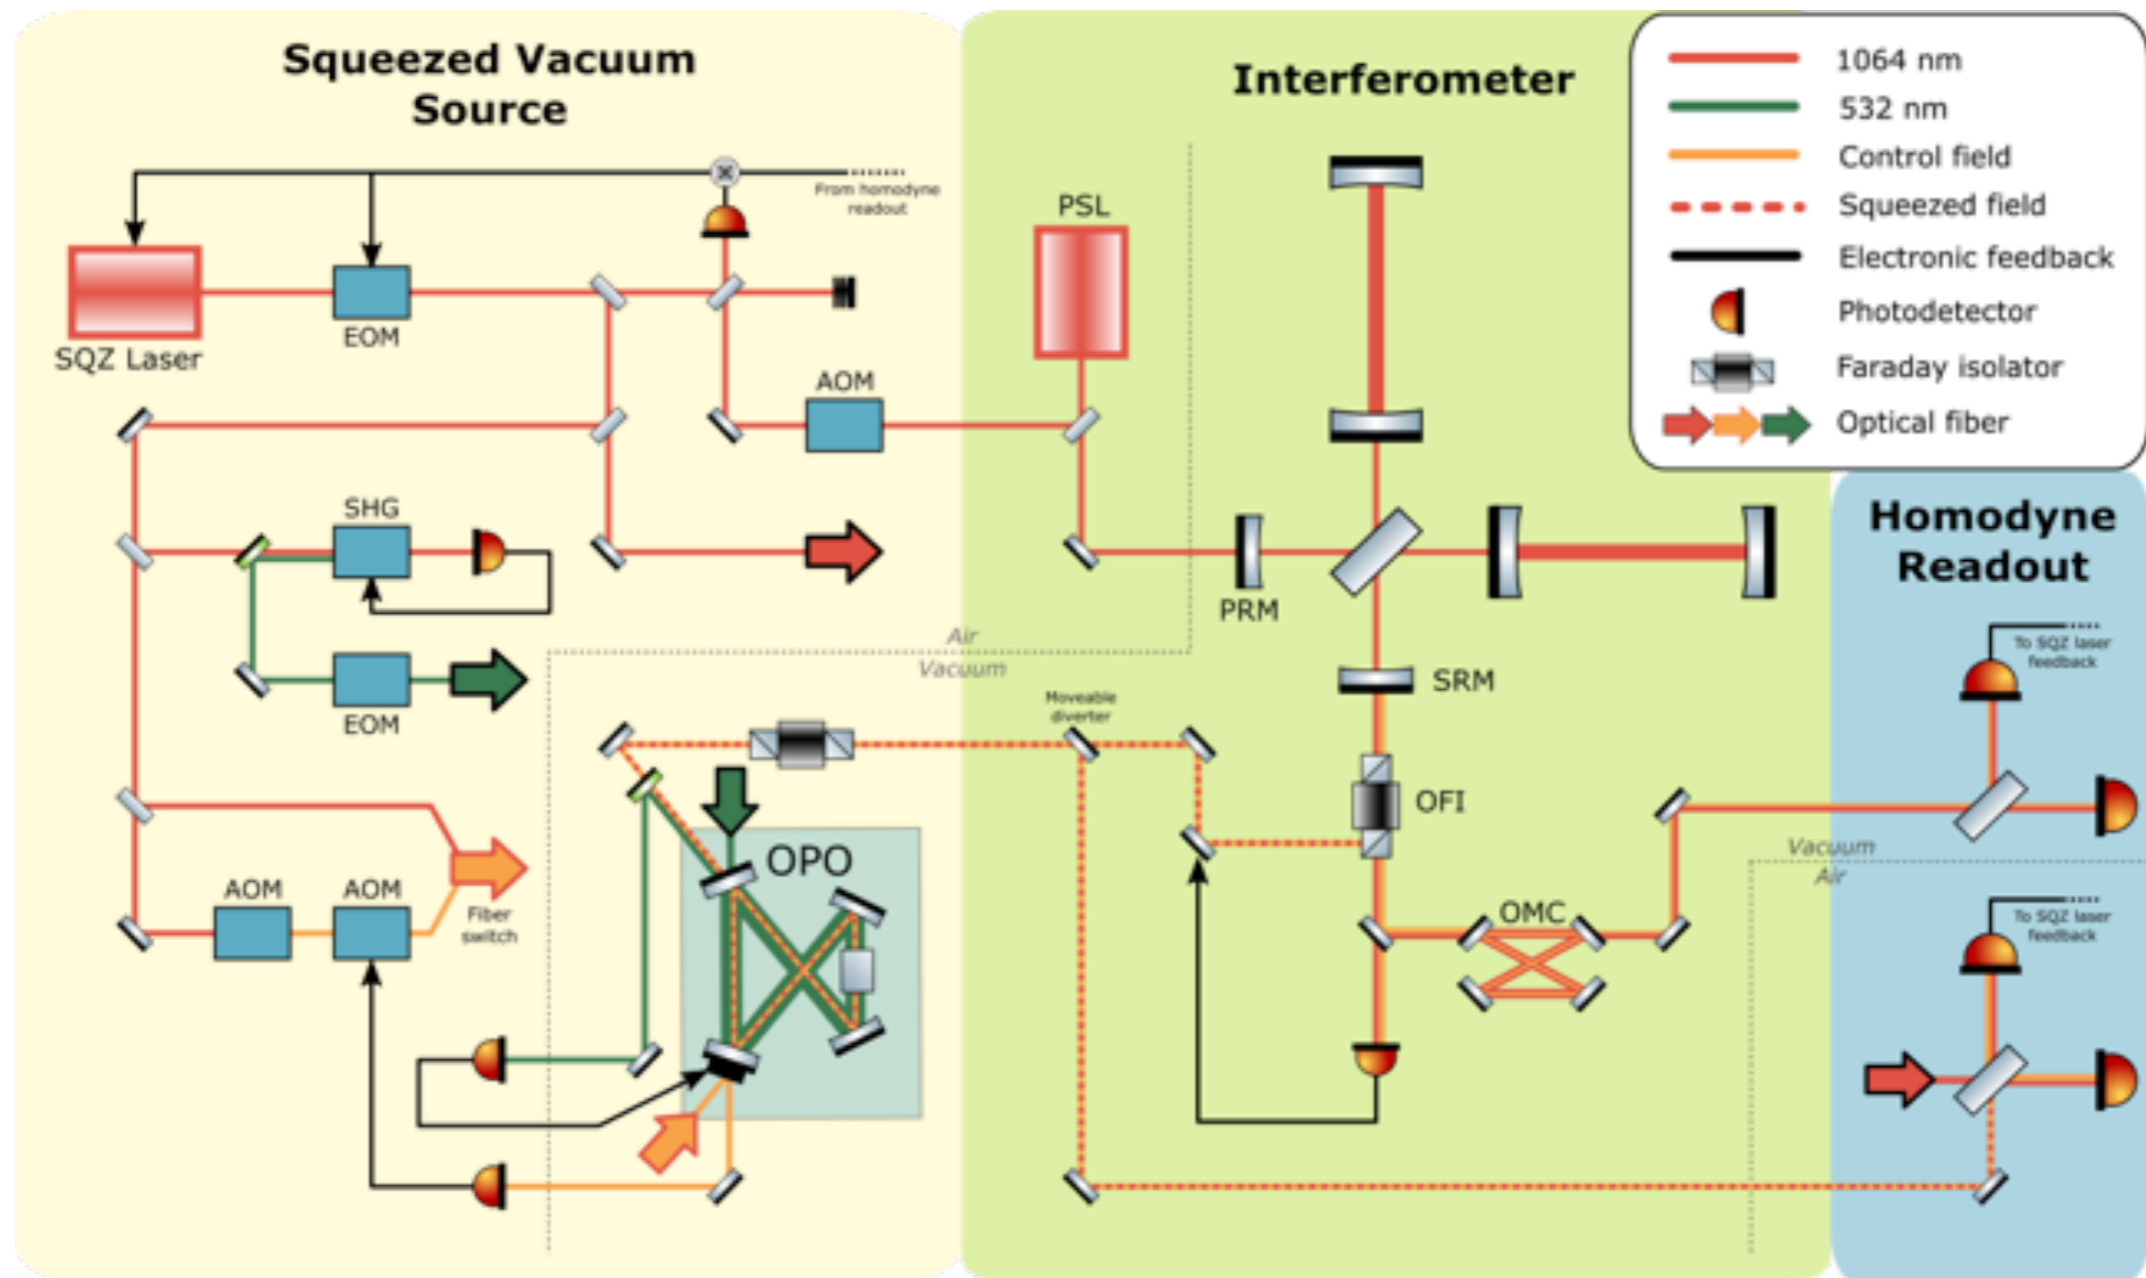 Squeezed Vacuum
Source
From homodyne
readout
SQZ Laser
EOM
AOM
SHG
EOM
AOM
AOM
Fiber
switch
Air
Vacuum
OPO
Interferometer
PSL
PRM
SRM
Moveable
diverter
OFI
OMC
Vacuum
Air
1064 nm
532 nm
Control field
Squeezed field
Electronic feedback
Photodetector
Faraday isolator
Optical fiber
Homodyne
Readout
To SQZ laser
feedback
To SQZ laser
feedback